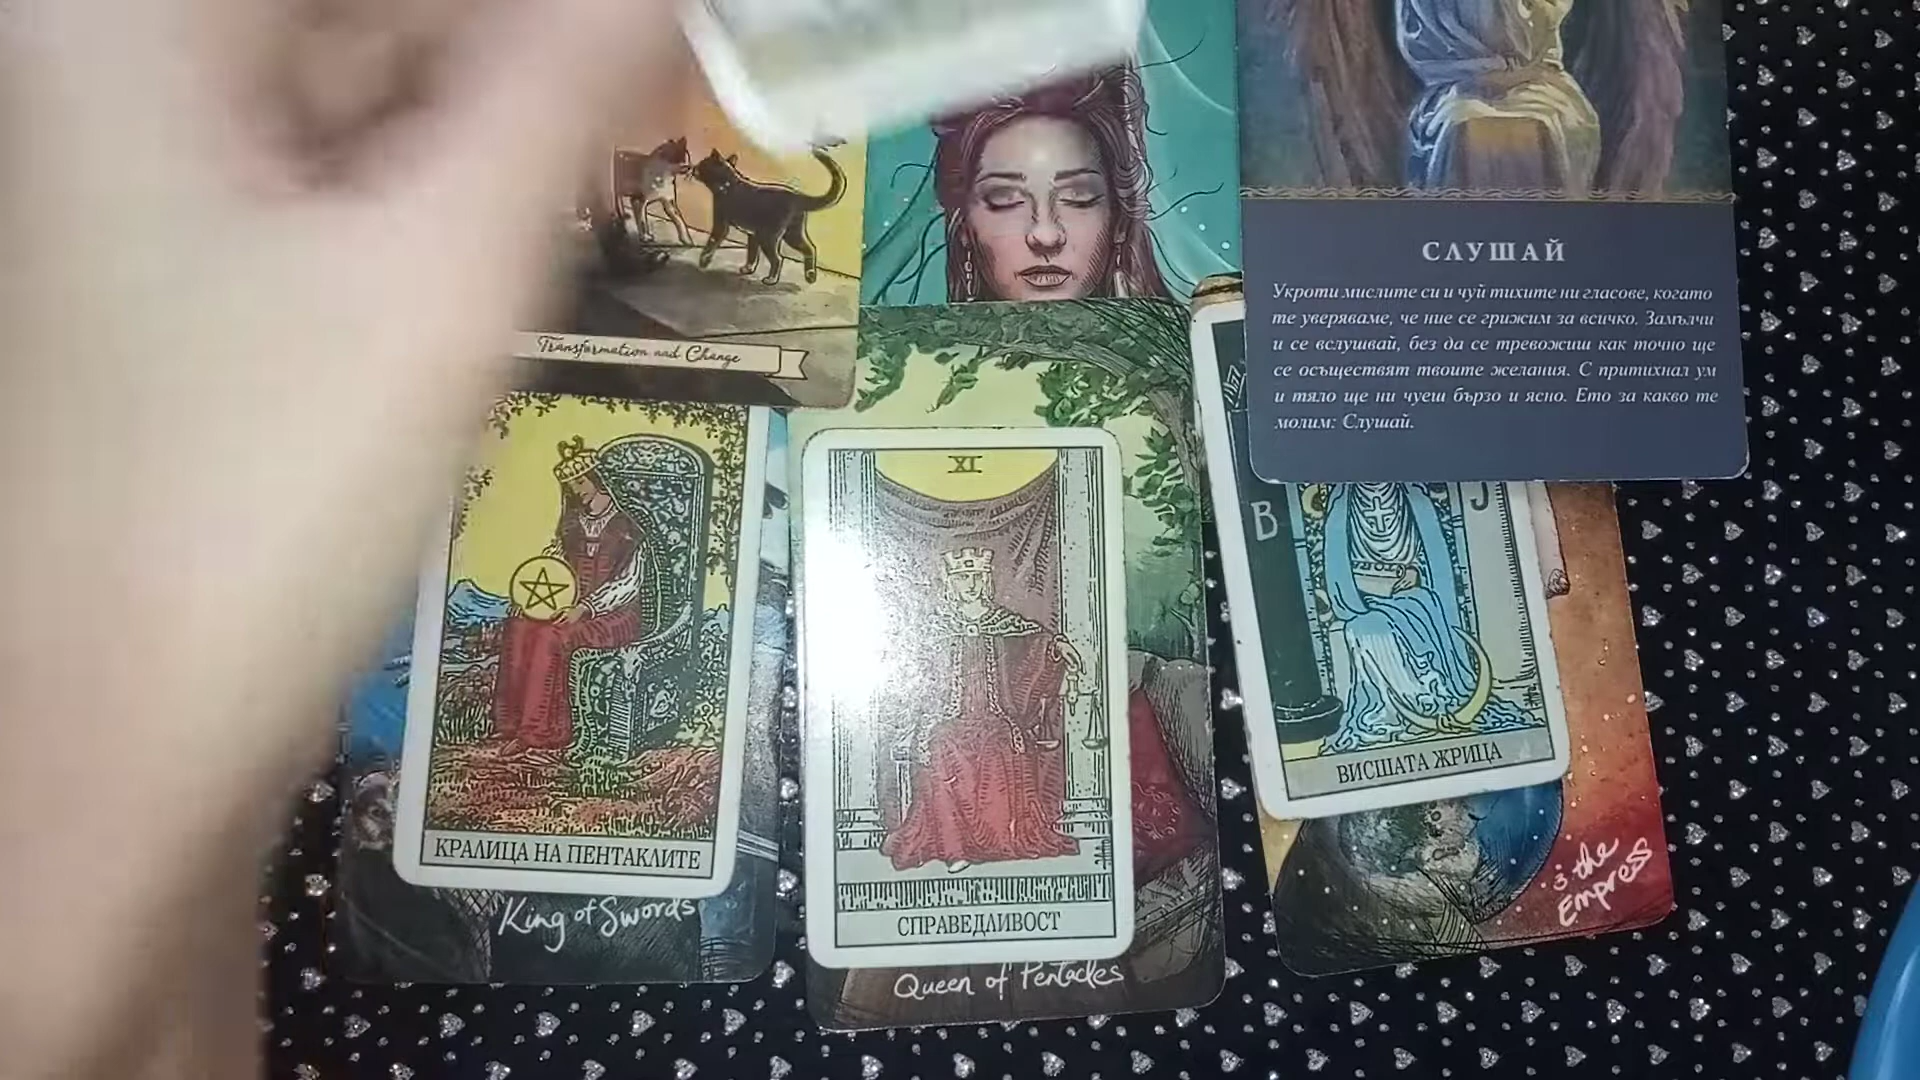 СЛУШАЙ
Укроти мислите си и чуй тихите ни гласове, когато
те уверяваме, че ние се грижим за всичко. Замълчи
и се вслушвай, без да се тревожиш как точно ще
се осъществят твоите желания. С притихнал ум
и тяло ще ни чуеш бързо и ясно. Ето за какво те
молим: Слушай.
Transformation and Change
XI
B
J
ВИСШАТА ЖРИЦА
КРАЛИЦА НА ПЕНТАКЛИТЕ
СПРАВЕДЛИВОСТ
King of Swords
Queen of Pentacles
3 the
Empress